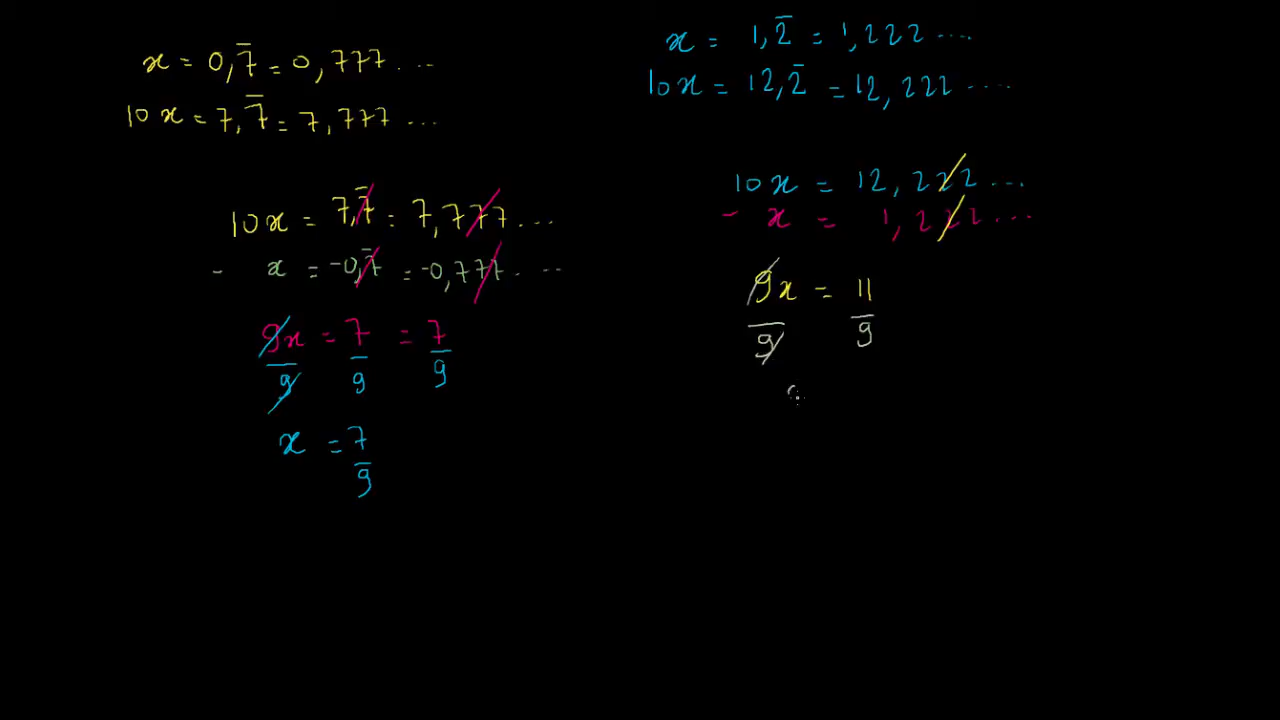 x = 0,7̅ = 0,777....
10x = 7,7̅ = 7,777...
10x = 7,7̅ = 7,777...
- x = -0,7̅ = -0,777....
9x/9 = 7/9 = 7/9
x = 7/9
x = 1,2̅ = 1,222....
10x = 12,2̅ = 12,222.....
10x = 12,222...
- x = 1,222...
9x/9 = 11/9